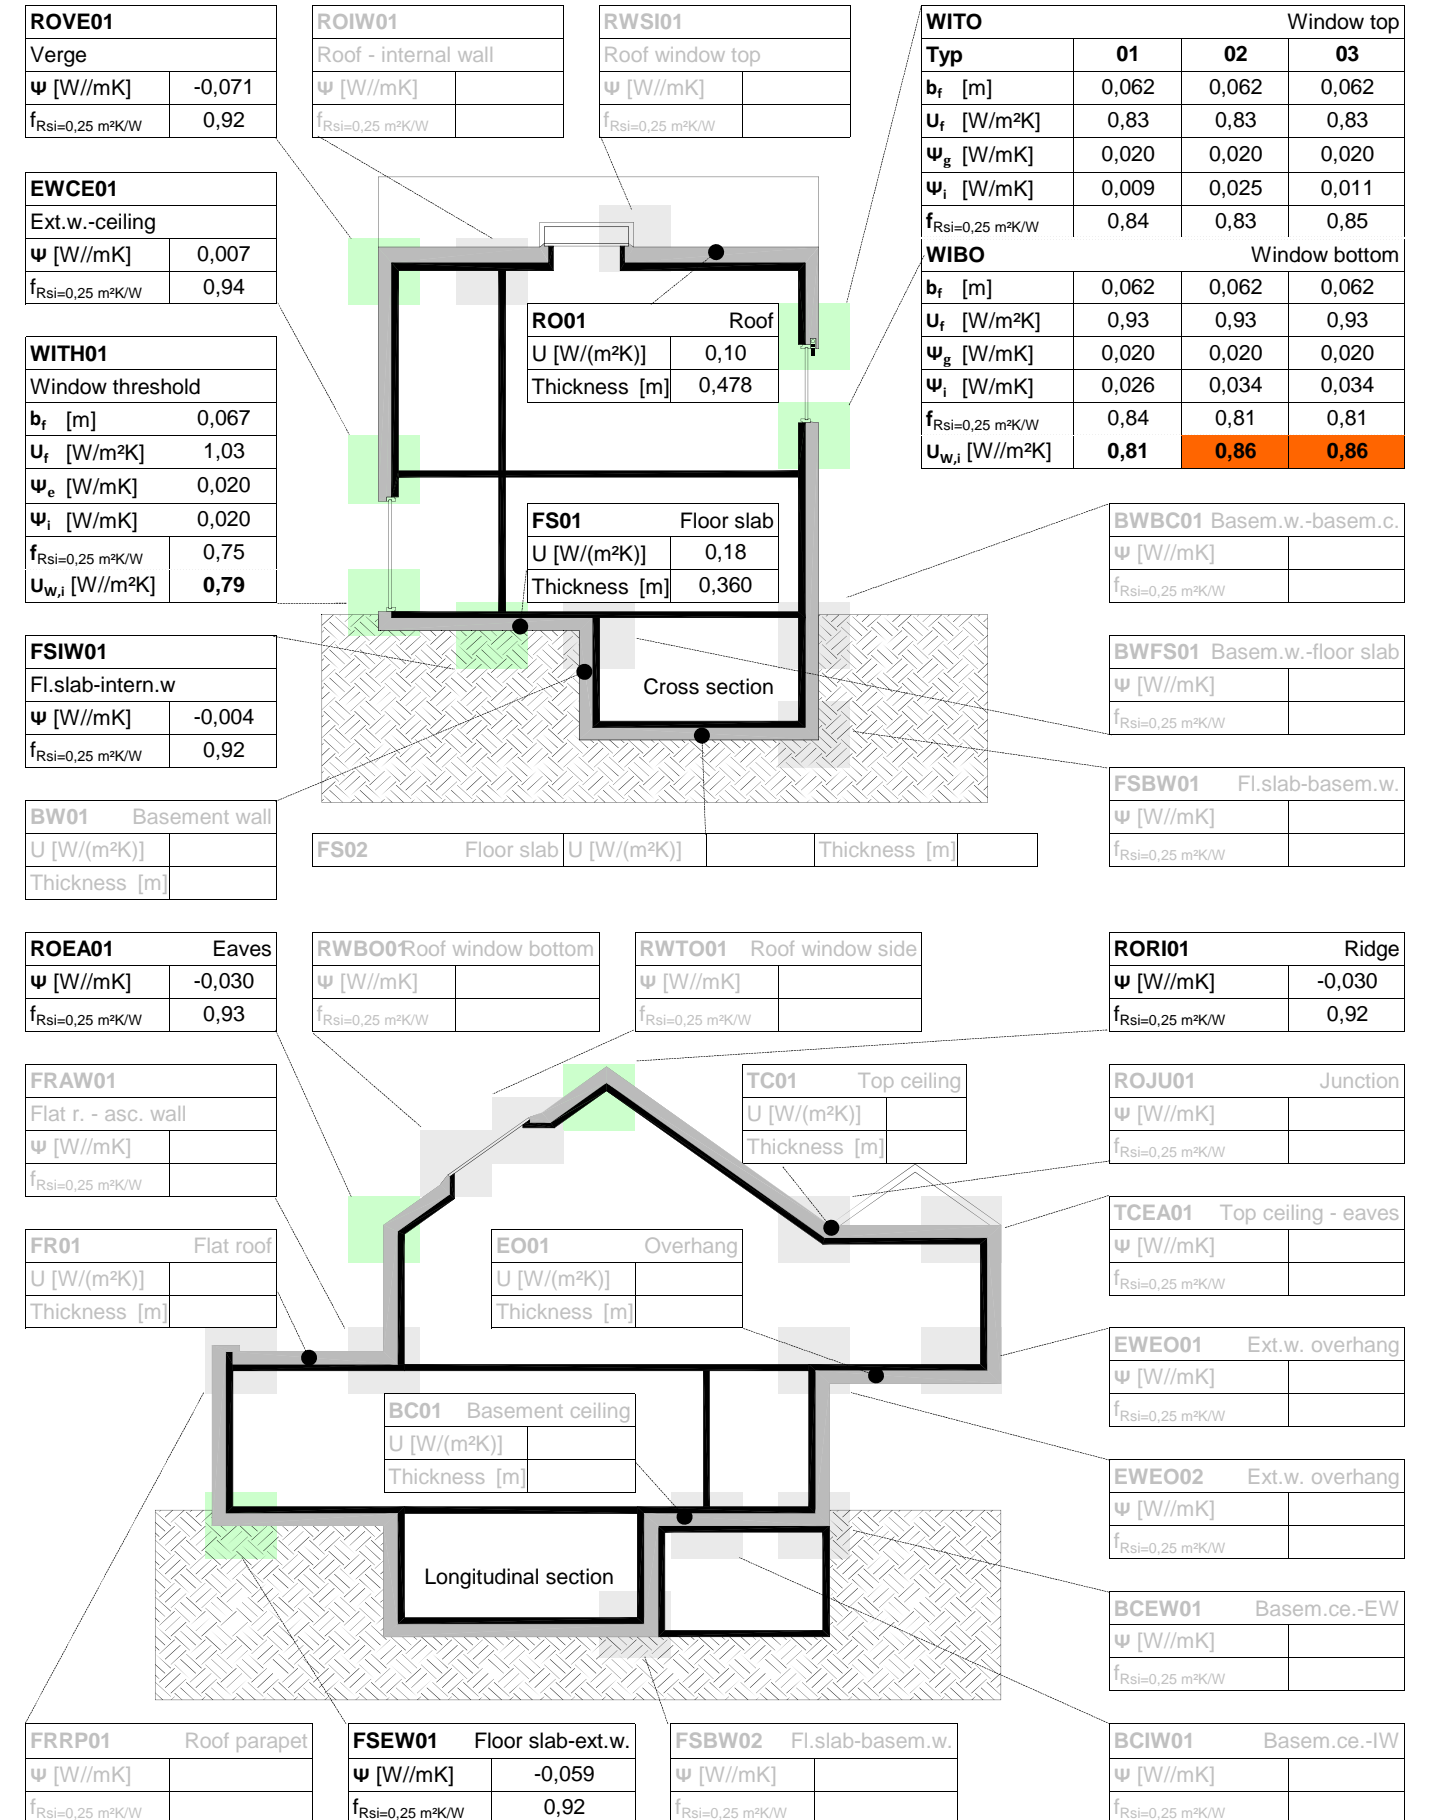 ROVE01
Verge
Ψ [W//mK] -0,071
fRsi=0,25 m²K/W 0,92
ROIW01
Roof - internal wall
Ψ [W//mK]
fRsi=0,25 m²K/W
RWSI01
Roof window top
Ψ [W//mK]
fRsi=0,25 m²K/W
WITO Window top
Typ 01 02 03
bf [m] 0,062 0,062 0,062
Uf [W/m²K] 0,83 0,83 0,83
Ψg [W/mK] 0,020 0,020 0,020
Ψi [W/mK] 0,009 0,025 0,011
fRsi=0,25 m²K/W 0,84 0,83 0,85
WIBO Window bottom
bf [m] 0,062 0,062 0,062
Uf [W/m²K] 0,93 0,93 0,93
Ψg [W/mK] 0,020 0,020 0,020
Ψi [W/mK] 0,026 0,034 0,034
fRsi=0,25 m²K/W 0,84 0,81 0,81
UW,i [W//m²K] 0,81 0,86 0,86
EWCE01
Ext.w.-ceiling
Ψ [W//mK] 0,007
fRsi=0,25 m²K/W 0,94
RO01 Roof
U [W/(m²K)] 0,10
Thickness [m] 0,478
WITH01
Window threshold
bf [m] 0,067
Uf [W/m²K] 1,03
Ψe [W/mK] 0,020
Ψi [W/mK] 0,020
fRsi=0,25 m²K/W 0,75
UW,i [W//m²K] 0,79
FS01 Floor slab
U [W/(m²K)] 0,18
Thickness [m] 0,360
BWBC01 Basem.w.-basem.c.
Ψ [W//mK]
fRsi=0,25 m²K/W
FSIW01
Fl.slab-intern.w
Ψ [W//mK] -0,004
fRsi=0,25 m²K/W 0,92
Cross section
BWFS01 Basem.w.-floor slab
Ψ [W//mK]
fRsi=0,25 m²K/W
FSBW01 Fl.slab-basem.w.
Ψ [W//mK]
fRsi=0,25 m²K/W
BW01 Basement wall
U [W/(m²K)]
Thickness [m]
FS02 Floor slab U [W/(m²K)] Thickness [m]
ROEA01 Eaves
Ψ [W//mK] -0,030
fRsi=0,25 m²K/W 0,93
RWBO01Roof window bottom
Ψ [W//mK]
fRsi=0,25 m²K/W
RWTO01 Roof window side
Ψ [W//mK]
fRsi=0,25 m²K/W
RORI01 Ridge
Ψ [W//mK] -0,030
fRsi=0,25 m²K/W 0,92
FRAW01
Flat r. - asc. wall
Ψ [W//mK]
fRsi=0,25 m²K/W
TC01 Top ceiling
U [W/(m²K)]
Thickness [m]
ROJU01 Junction
Ψ [W//mK]
fRsi=0,25 m²K/W
FR01 Flat roof
U [W/(m²K)]
Thickness [m]
EO01 Overhang
U [W/(m²K)]
Thickness [m]
TCEA01 Top ceiling - eaves
Ψ [W//mK]
fRsi=0,25 m²K/W
EWEO01 Ext.w. overhang
Ψ [W//mK]
fRsi=0,25 m²K/W
BC01 Basement ceiling
U [W/(m²K)]
Thickness [m]
EWEO02 Ext.w. overhang
Ψ [W//mK]
fRsi=0,25 m²K/W
Longitudinal section
BCEW01 Basem.ce.-EW
Ψ [W//mK]
fRsi=0,25 m²K/W
FRRP01 Roof parapet
Ψ [W//mK]
fRsi=0,25 m²K/W
FSEW01 Floor slab-ext.w.
Ψ [W//mK] -0,059
fRsi=0,25 m²K/W 0,92
FSBW02 Fl.slab-basem.w.
Ψ [W//mK]
fRsi=0,25 m²K/W
BCIW01 Basem.ce.-IW
Ψ [W//mK]
fRsi=0,25 m²K/W